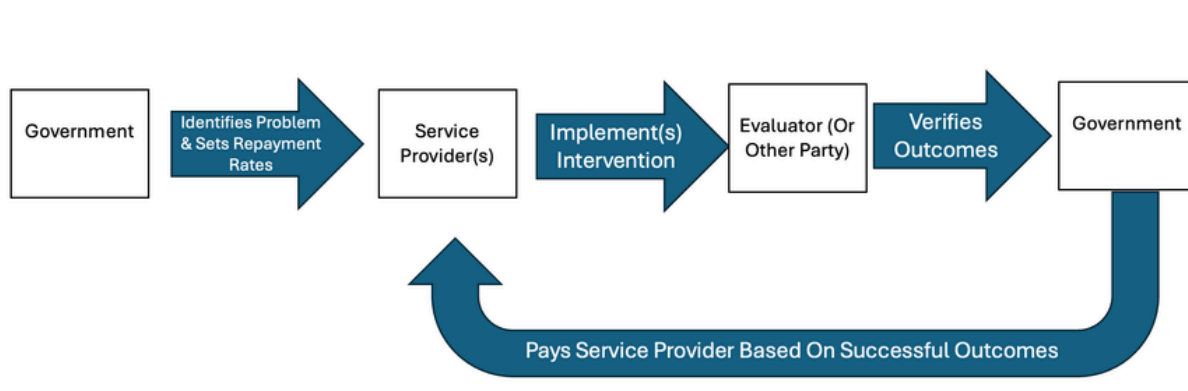 Government
Identifies Problem
& Sets Repayment
Rates
Service
Provider(s)
Implement(s)
Intervention
Evaluator (Or
Other Party)
Verifies
Outcomes
Government
Pays Service Provider Based On Successful Outcomes